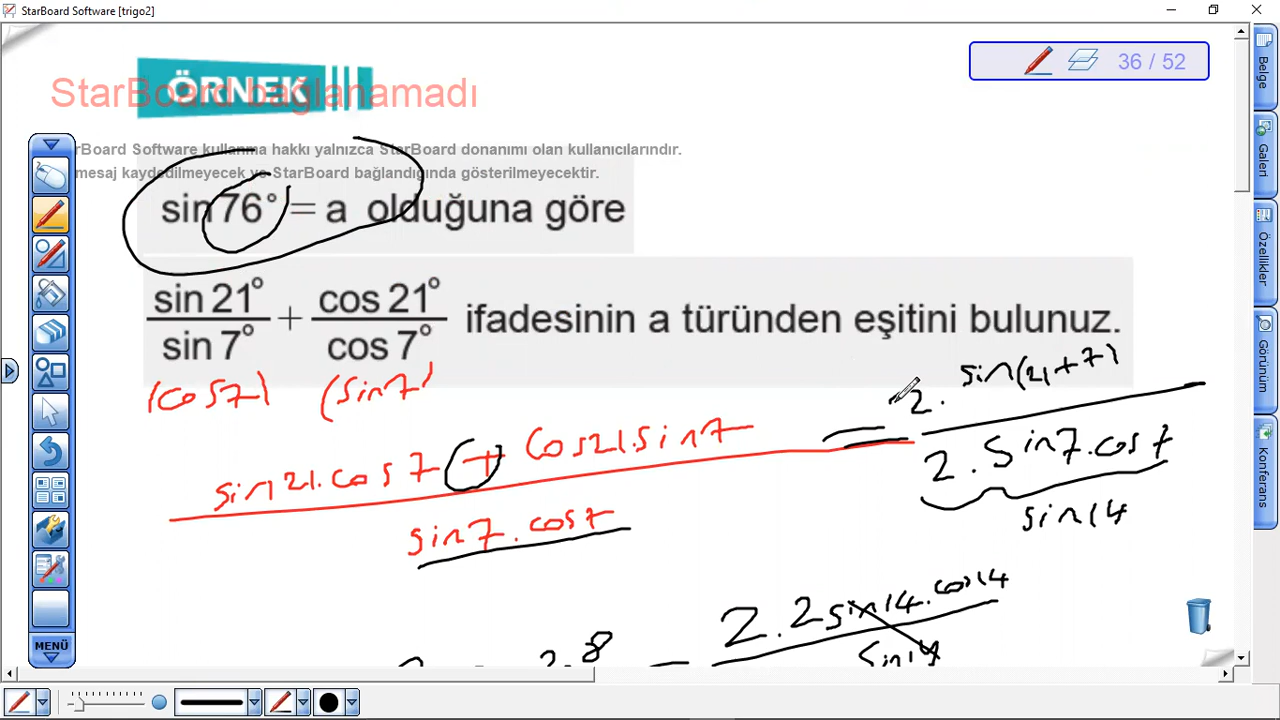 StarBoard Software [trigo2]
36 / 52
ÖRNEK
StarBoard bağlanamadı
rBoard Software kullanma hakkı yalnızca StarBoard donanımı olan kullanıcılarındır.
mesaj kaydedilmeyecek ve StarBoard bağlandığında gösterilmeyecektir.
sin 76° = a olduğuna göre
sin 21° / sin 7° + cos 21° / cos 7° ifadesinin a türünden eşitini bulunuz.
(cos7) (sin7)
sin21.cos7 + cos21.sin7 = 2. sin(21+7)
sin7.cos7 2.sin7.cos7
sin14
2.2sin14.cos14
sin14
MENÜ
Belge
Galeri
Özellikler
Görünüm
Konferans